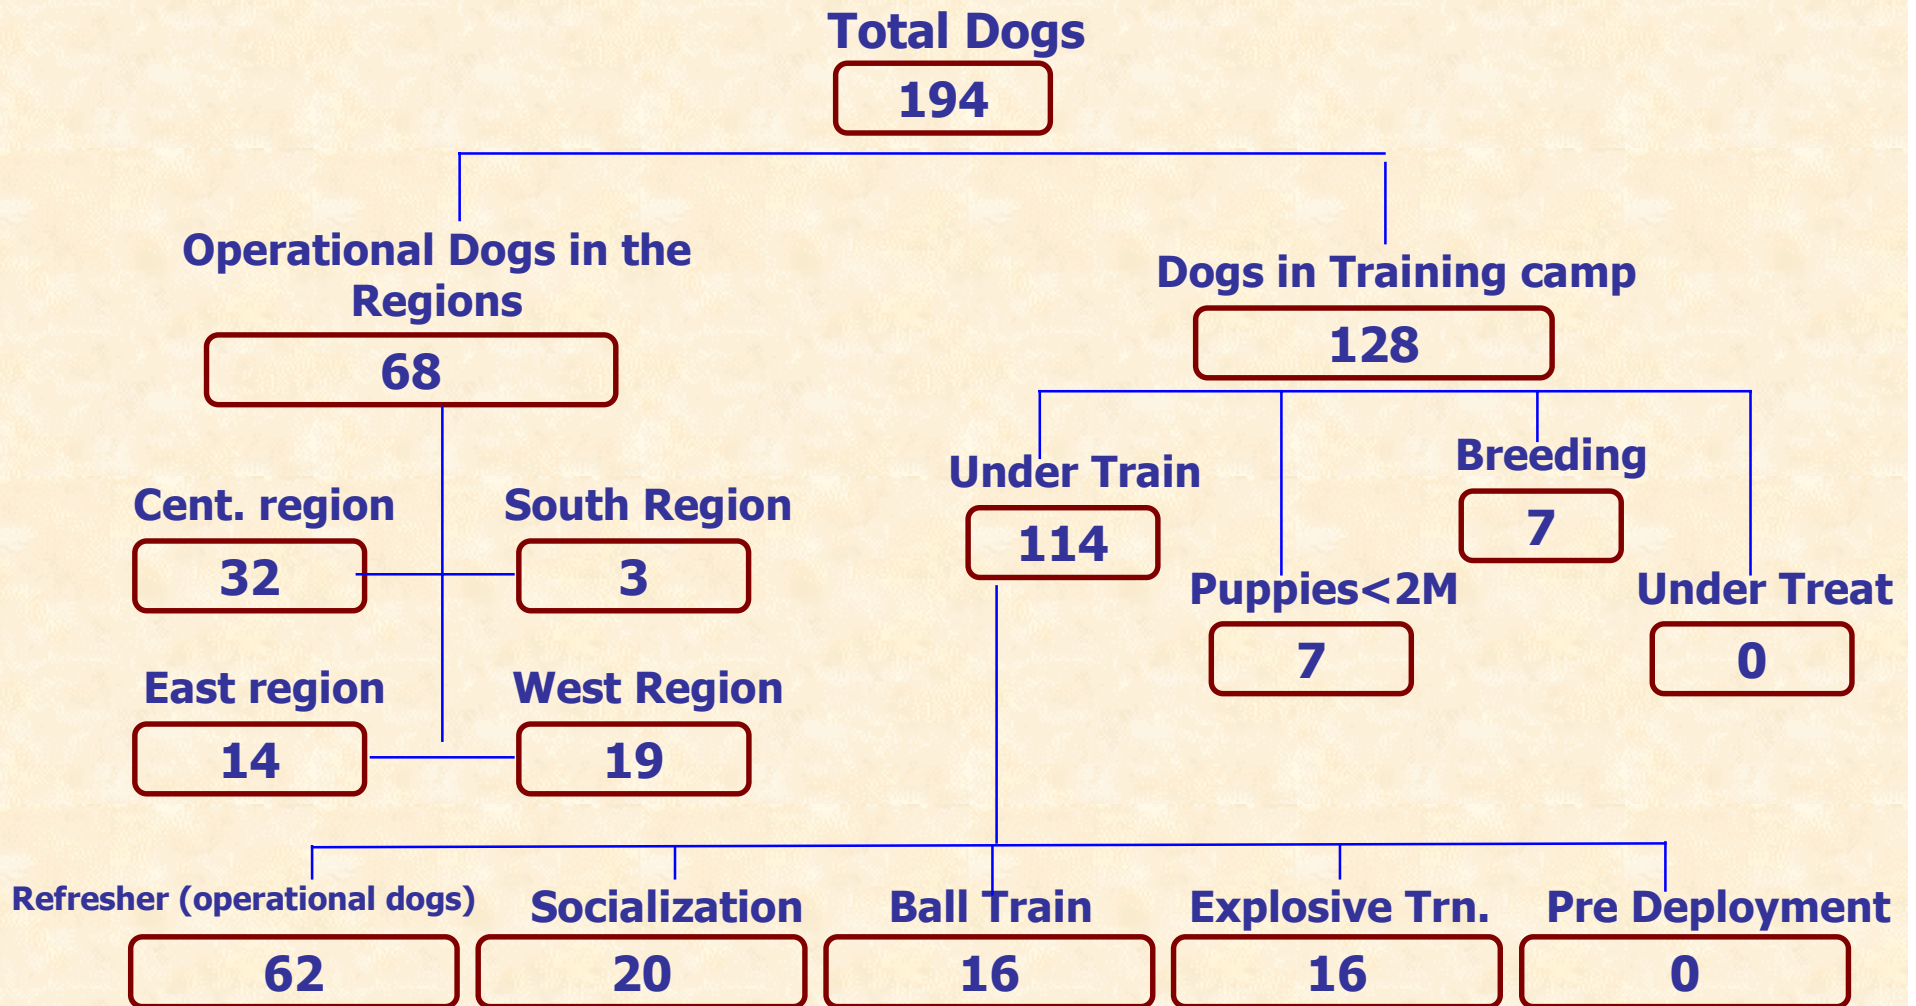 Total Dogs
194
Operational Dogs in the
Regions
68
Dogs in Training camp
128
Cent. region
32
South Region
3
East region
14
West Region
19
Under Train
114
Puppies<2M
7
Breeding
7
Under Treat
0
Refresher (operational dogs)
62
Socialization
20
Ball Train
16
Explosive Trn.
16
Pre Deployment
0